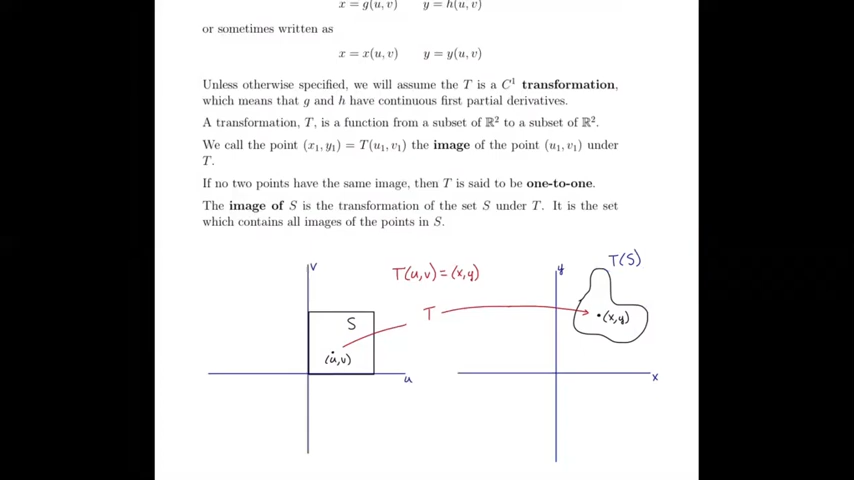 x = g(u, v) y = h(u, v)
or sometimes written as
x = x(u, v) y = y(u, v)
Unless otherwise specified, we will assume the T is a C¹ transformation,
which means that g and h have continuous first partial derivatives.
A transformation, T, is a function from a subset of ℝ² to a subset of ℝ².
We call the point (x₁, y₁) = T(u₁, v₁) the image of the point (u₁, v₁) under
T.
If no two points have the same image, then T is said to be one-to-one.
The image of S is the transformation of the set S under T. It is the set
which contains all images of the points in S.
v
T(u,v) = (x,y)
y
T(S)
S
T
(x,y)
(u,v)
u
x